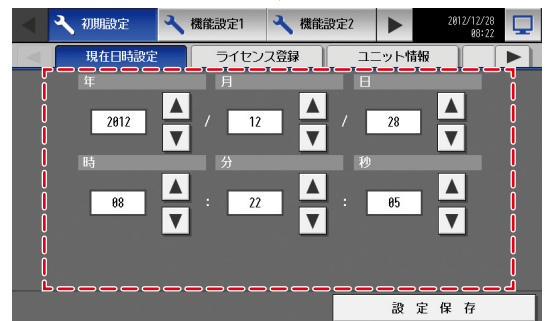 初期設定 機能設定1 機能設定2 2012/12/28
08:22
現在日時設定 ライセンス登録 ユニット情報
年 月 日
2012 / 12 / 28
時 分 秒
08 : 22 : 05
設定保存